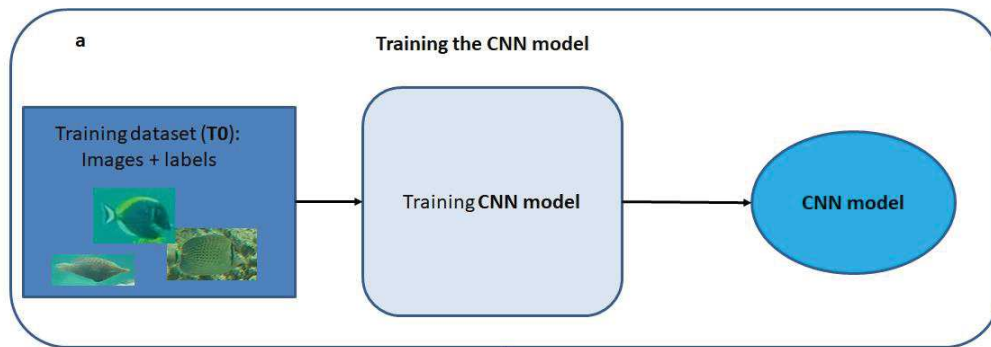 a
Training the CNN model
Training dataset (T0):
Images + labels
Training CNN model
CNN model